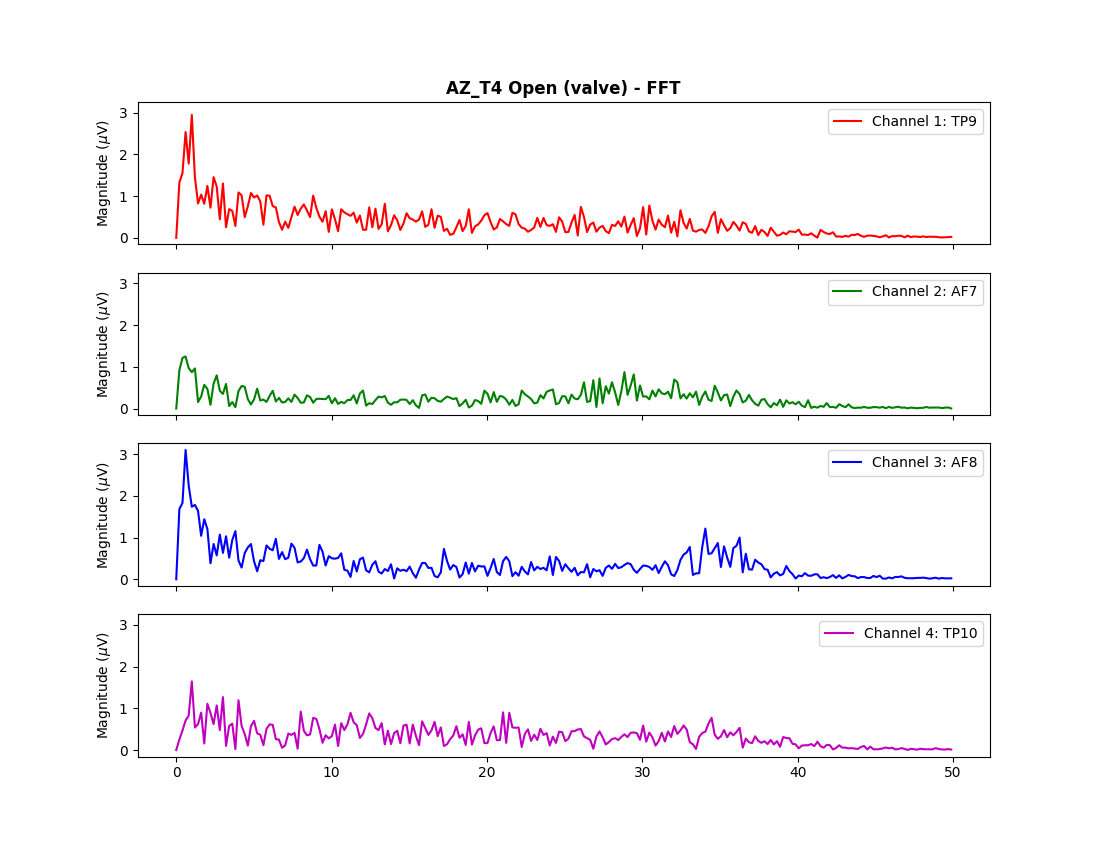 AZ_T4 Open (valve) - FFT
Magnitude (μV)
3
2
1
0
Channel 1: TP9
Magnitude (μV)
3
2
1
0
Channel 2: AF7
Magnitude (μV)
3
2
1
0
Channel 3: AF8
Magnitude (μV)
3
2
1
0
Channel 4: TP10
0 10 20 30 40 50